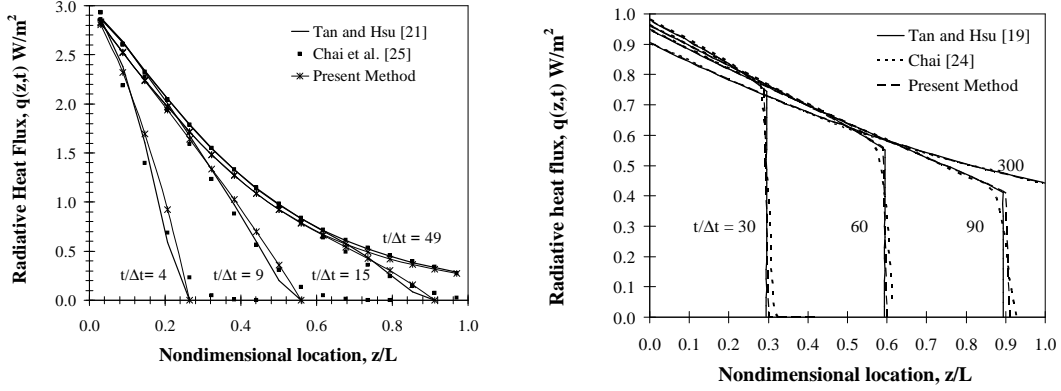 Radiative Heat Flux, q(z,t) W/m²
3.0
2.5
2.0
1.5
1.0
0.5
0.0
Tan and Hsu [21]
Chai et al. [25]
Present Method
t/Δt= 4
t/Δt= 9
t/Δt= 15
t/Δt= 49
0.0 0.2 0.4 0.6 0.8 1.0
Nondimensional location, z/L
Radiative heat flux, q(z,t) W/m²
1.0
0.9
0.8
0.7
0.6
0.5
0.4
0.3
0.2
0.1
0.0
Tan and Hsu [19]
Chai [24]
Present Method
300
t/Δt = 30
60
90
0.0 0.1 0.2 0.3 0.4 0.5 0.6 0.7 0.8 0.9 1.0
Nondimensional location, z/L